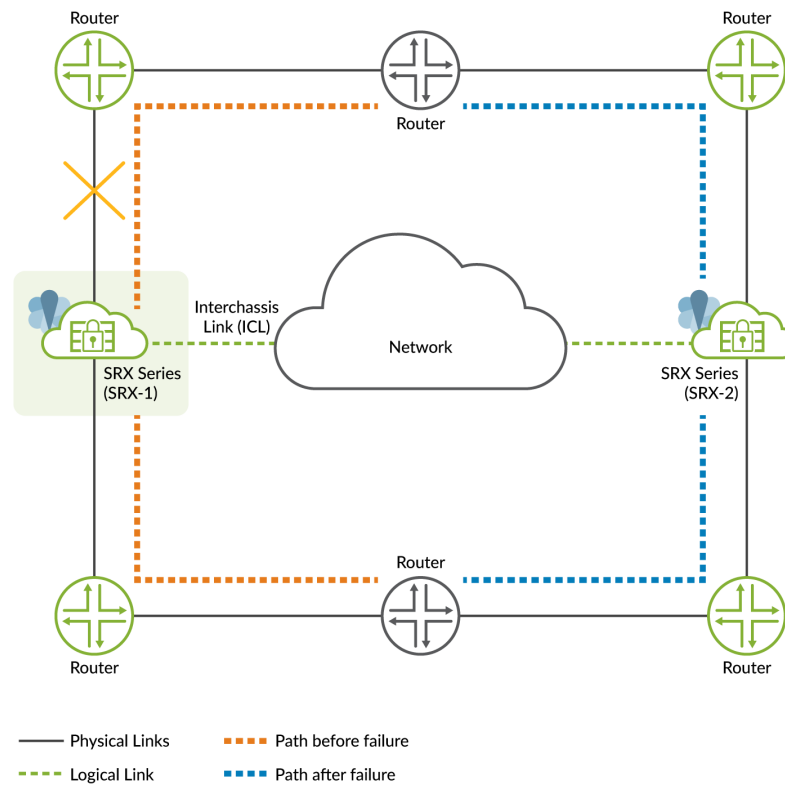 Router
Router
Router
Interchassis
Link (ICL)
Network
SRX Series
(SRX-1)
SRX Series
(SRX-2)
Router
Router
Router
Physical Links
Path before failure
Logical Link
Path after failure